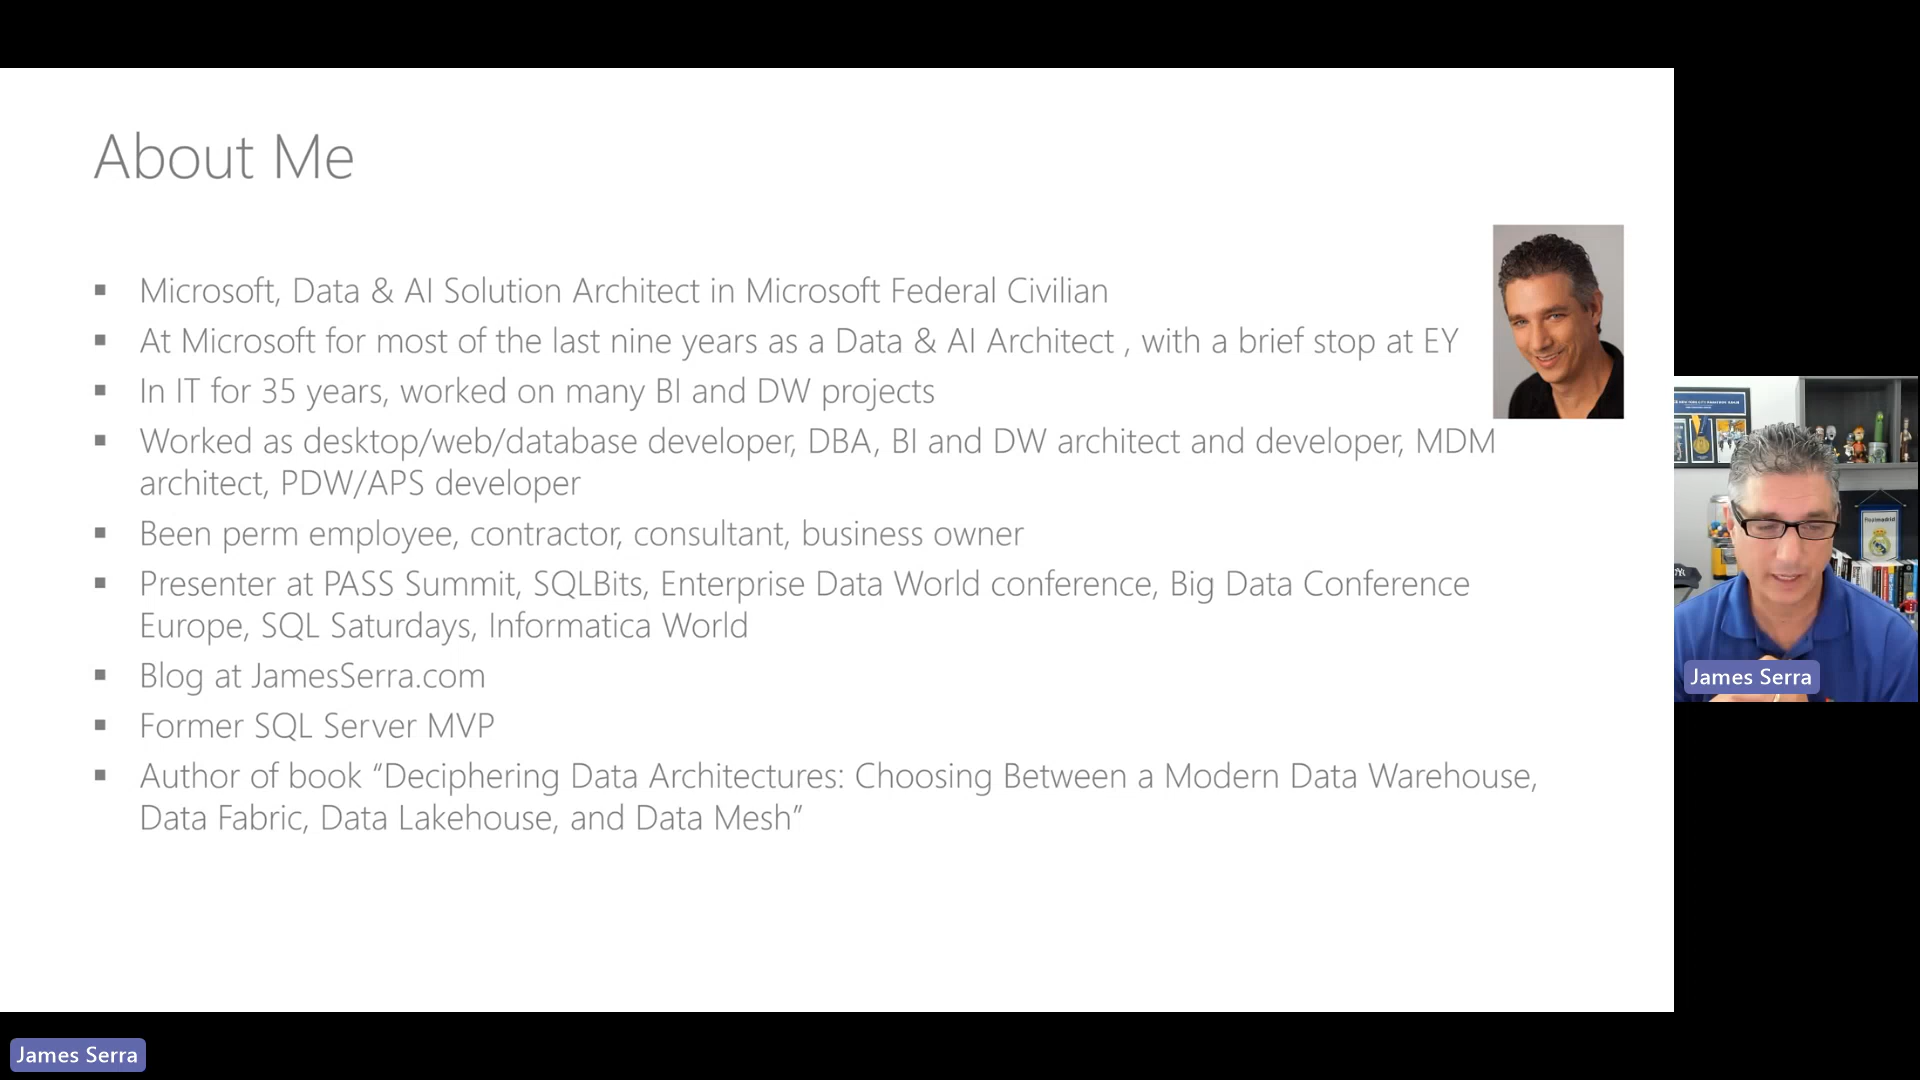 About Me
▪ Microsoft, Data & AI Solution Architect in Microsoft Federal Civilian
▪ At Microsoft for most of the last nine years as a Data & AI Architect , with a brief stop at EY
▪ In IT for 35 years, worked on many BI and DW projects
▪ Worked as desktop/web/database developer, DBA, BI and DW architect and developer, MDM
architect, PDW/APS developer
▪ Been perm employee, contractor, consultant, business owner
▪ Presenter at PASS Summit, SQLBits, Enterprise Data World conference, Big Data Conference
Europe, SQL Saturdays, Informatica World
▪ Blog at JamesSerra.com
▪ Former SQL Server MVP
▪ Author of book “Deciphering Data Architectures: Choosing Between a Modern Data Warehouse,
Data Fabric, Data Lakehouse, and Data Mesh”
James Serra
James Serra